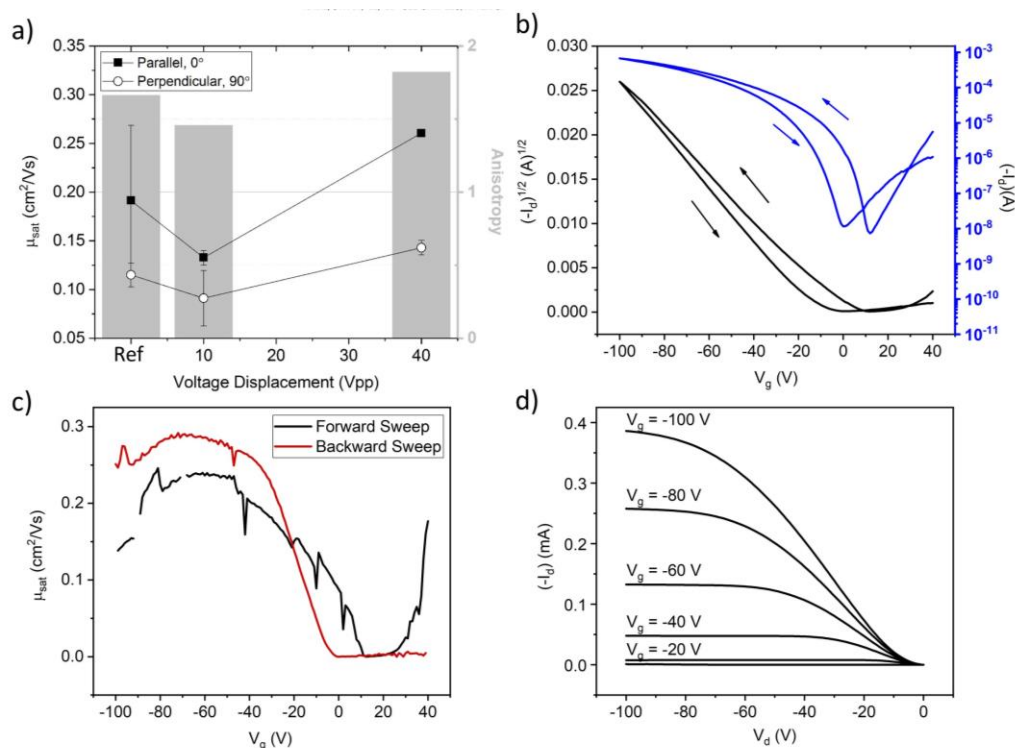 a)
0.35
0.30
0.25
0.20
0.15
0.10
0.05
μsat (cm2/Vs)
Parallel, 0°
Perpendicular, 90°
2
1
0
Anisotropy
Ref 10 20 30 40
Voltage Displacement (Vpp)
b)
0.030
0.025
0.020
0.015
0.010
0.005
0.000
(-Id)1/2 (A)1/2
10-3
10-4
10-5
10-6
10-7
10-8
10-9
10-10
10-11
(-Id)(A)
-100 -80 -60 -40 -20 0 20 40
Vg (V)
c)
0.3
0.2
0.1
0.0
μsat (cm2/Vs)
Forward Sweep
Backward Sweep
-100 -80 -60 -40 -20 0 20 40
Vg (V)
d)
0.4
0.3
0.2
0.1
0.0
(-Id) (mA)
Vg = -100 V
Vg = -80 V
Vg = -60 V
Vg = -40 V
Vg = -20 V
-100 -80 -60 -40 -20 0
Vd (V)